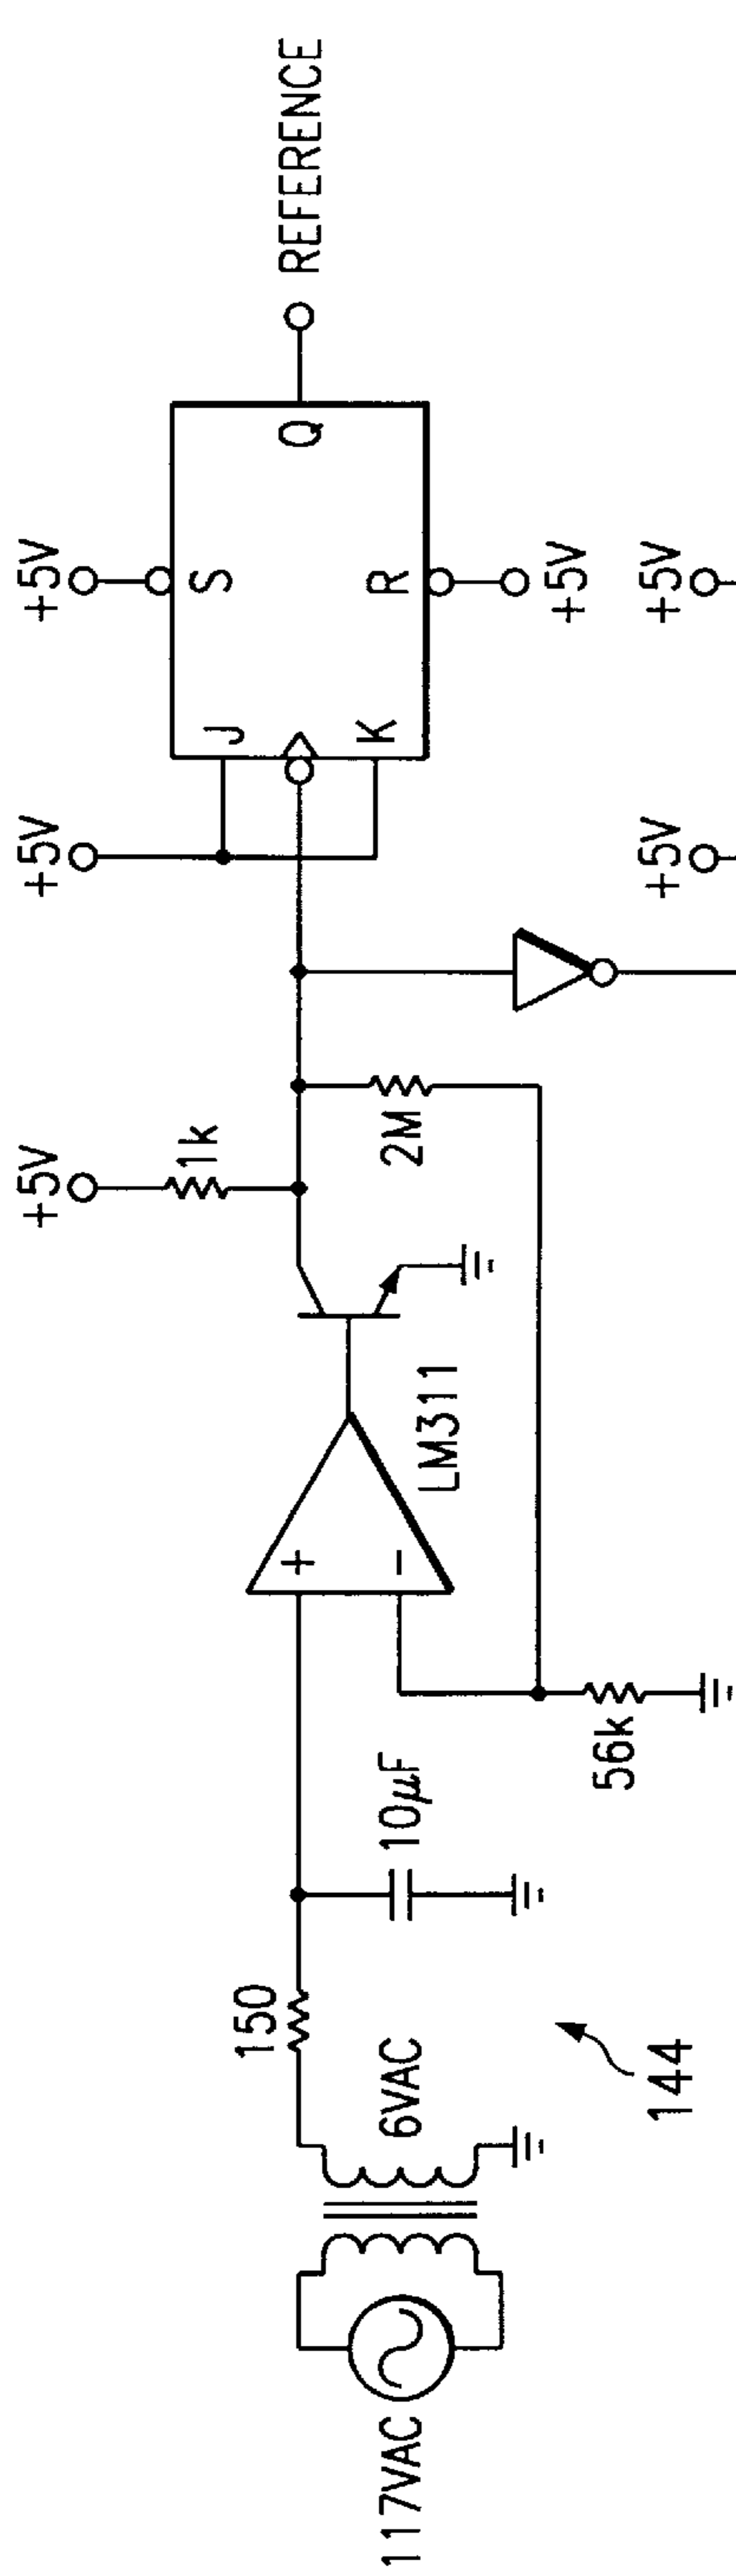 117VAC
6VAC
150
144
10µF
56k
+
−
LM311
+5V
1k
2M
+5V
J
K
+5V
S
R
+5V
Q
REFERENCE
+5V
+5V